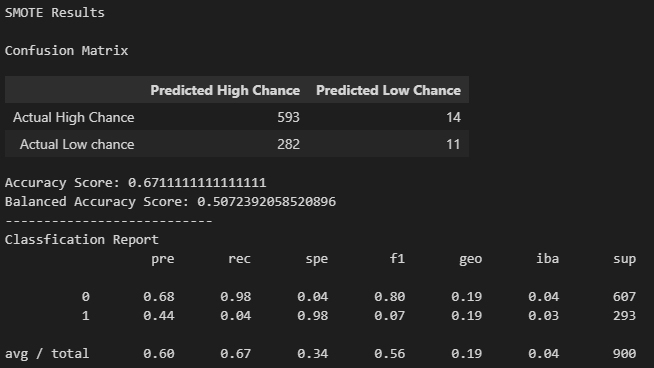 SMOTE Results
Confusion Matrix
Predicted High Chance Predicted Low Chance
Actual High Chance 593 14
Actual Low chance 282 11
Accuracy Score: 0.6711111111111111
Balanced Accuracy Score: 0.5072392058520896
---------------------------
Classfication Report
pre rec spe f1 geo iba sup
0 0.68 0.98 0.04 0.80 0.19 0.04 607
1 0.44 0.04 0.98 0.07 0.19 0.03 293
avg / total 0.60 0.67 0.34 0.56 0.19 0.04 900